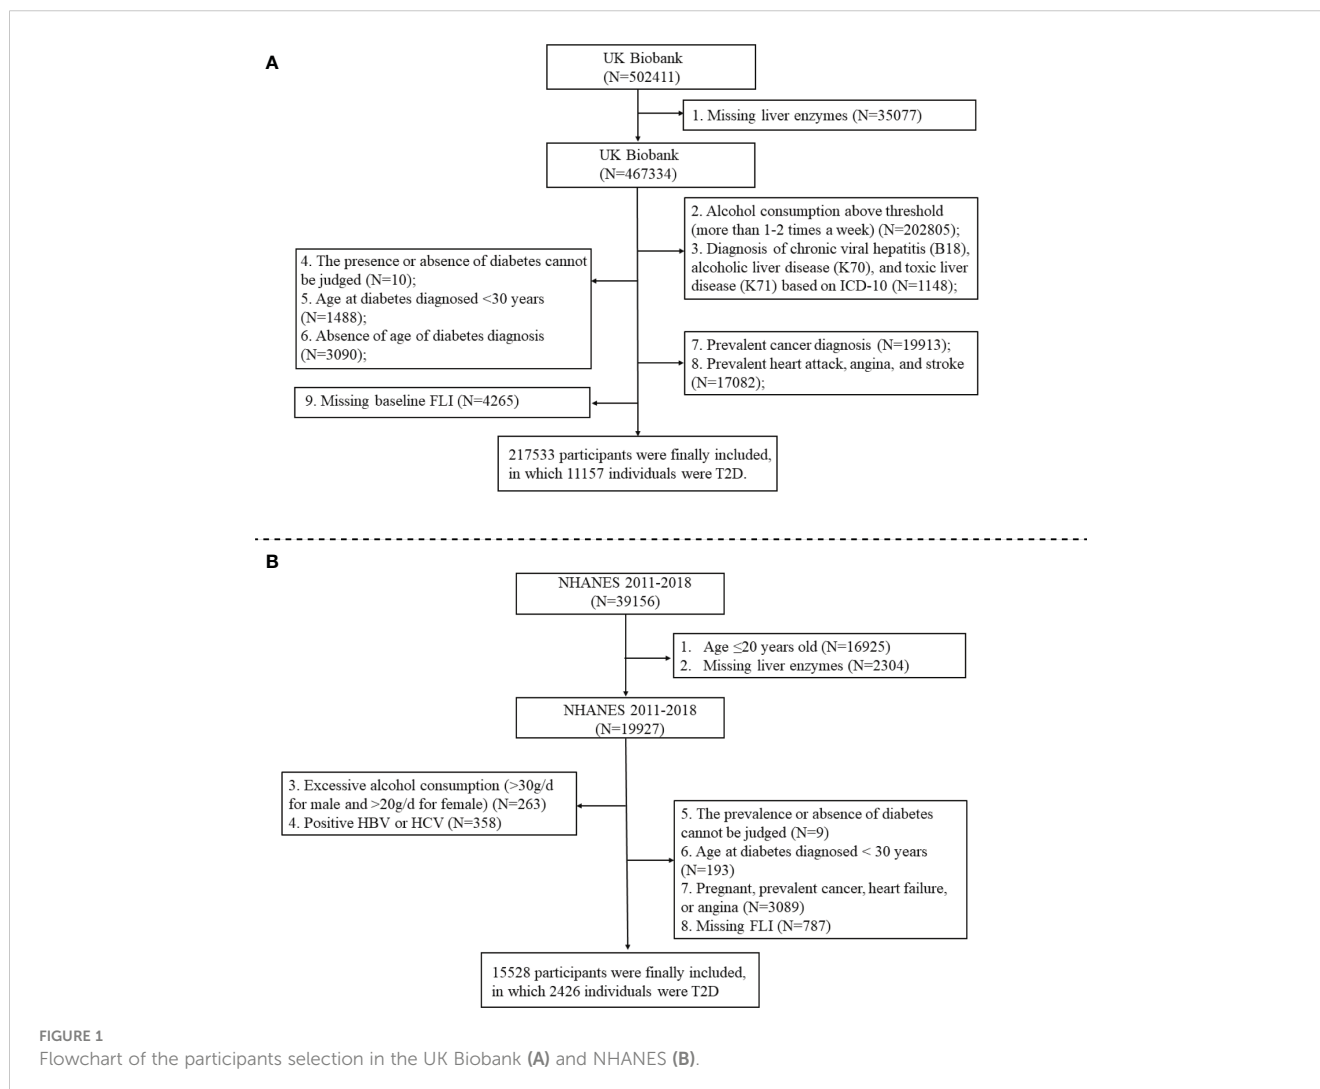 A
UK Biobank
(N=502411)
1. Missing liver enzymes (N=35077)
UK Biobank
(N=467334)
2. Alcohol consumption above threshold
(more than 1-2 times a week) (N=202805);
3. Diagnosis of chronic viral hepatitis (B18),
alcoholic liver disease (K70), and toxic liver
disease (K71) based on ICD-10 (N=1148);
4. The presence or absence of diabetes cannot
be judged (N=10);
5. Age at diabetes diagnosed <30 years
(N=1488);
6. Absence of age of diabetes diagnosis
(N=3090);
7. Prevalent cancer diagnosis (N=19913);
8. Prevalent heart attack, angina, and stroke
(N=17082);
9. Missing baseline FLI (N=4265)
217533 participants were finally included,
in which 11157 individuals were T2D.
B
NHANES 2011-2018
(N=39156)
1. Age ≤20 years old (N=16925)
2. Missing liver enzymes (N=2304)
NHANES 2011-2018
(N=19927)
3. Excessive alcohol consumption (>30g/d
for male and >20g/d for female) (N=263)
4. Positive HBV or HCV (N=358)
5. The prevalence or absence of diabetes
cannot be judged (N=9)
6. Age at diabetes diagnosed < 30 years
(N=193)
7. Pregnant, prevalent cancer, heart failure,
or angina (N=3089)
8. Missing FLI (N=787)
15528 participants were finally included,
in which 2426 individuals were T2D
FIGURE 1
Flowchart of the participants selection in the UK Biobank (A) and NHANES (B).